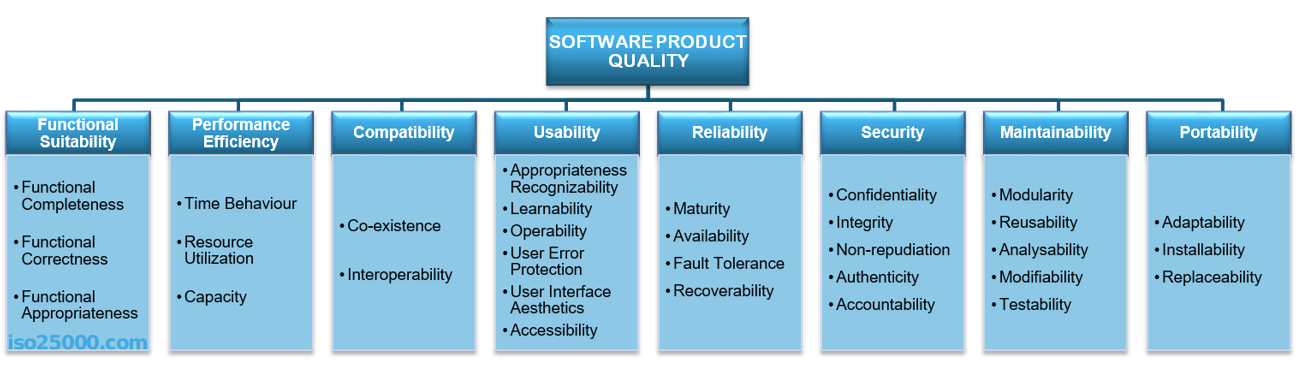 SOFTWARE PRODUCT
QUALITY
Functional
Suitability
• Functional
Completeness
• Functional
Correctness
• Functional
Appropriateness
iso25000.com
Performance
Efficiency
• Time Behaviour
• Resource
Utilization
• Capacity
Compatibility
• Co-existence
• Interoperability
Usability
• Appropriateness
Recognizability
• Learnability
• Operability
• User Error
Protection
• User Interface
Aesthetics
• Accessibility
Reliability
• Maturity
• Availability
• Fault Tolerance
• Recoverability
Security
• Confidentiality
• Integrity
• Non-repudiation
• Authenticity
• Accountability
Maintainability
• Modularity
• Reusability
• Analysability
• Modifiability
• Testability
Portability
• Adaptability
• Installability
• Replaceability